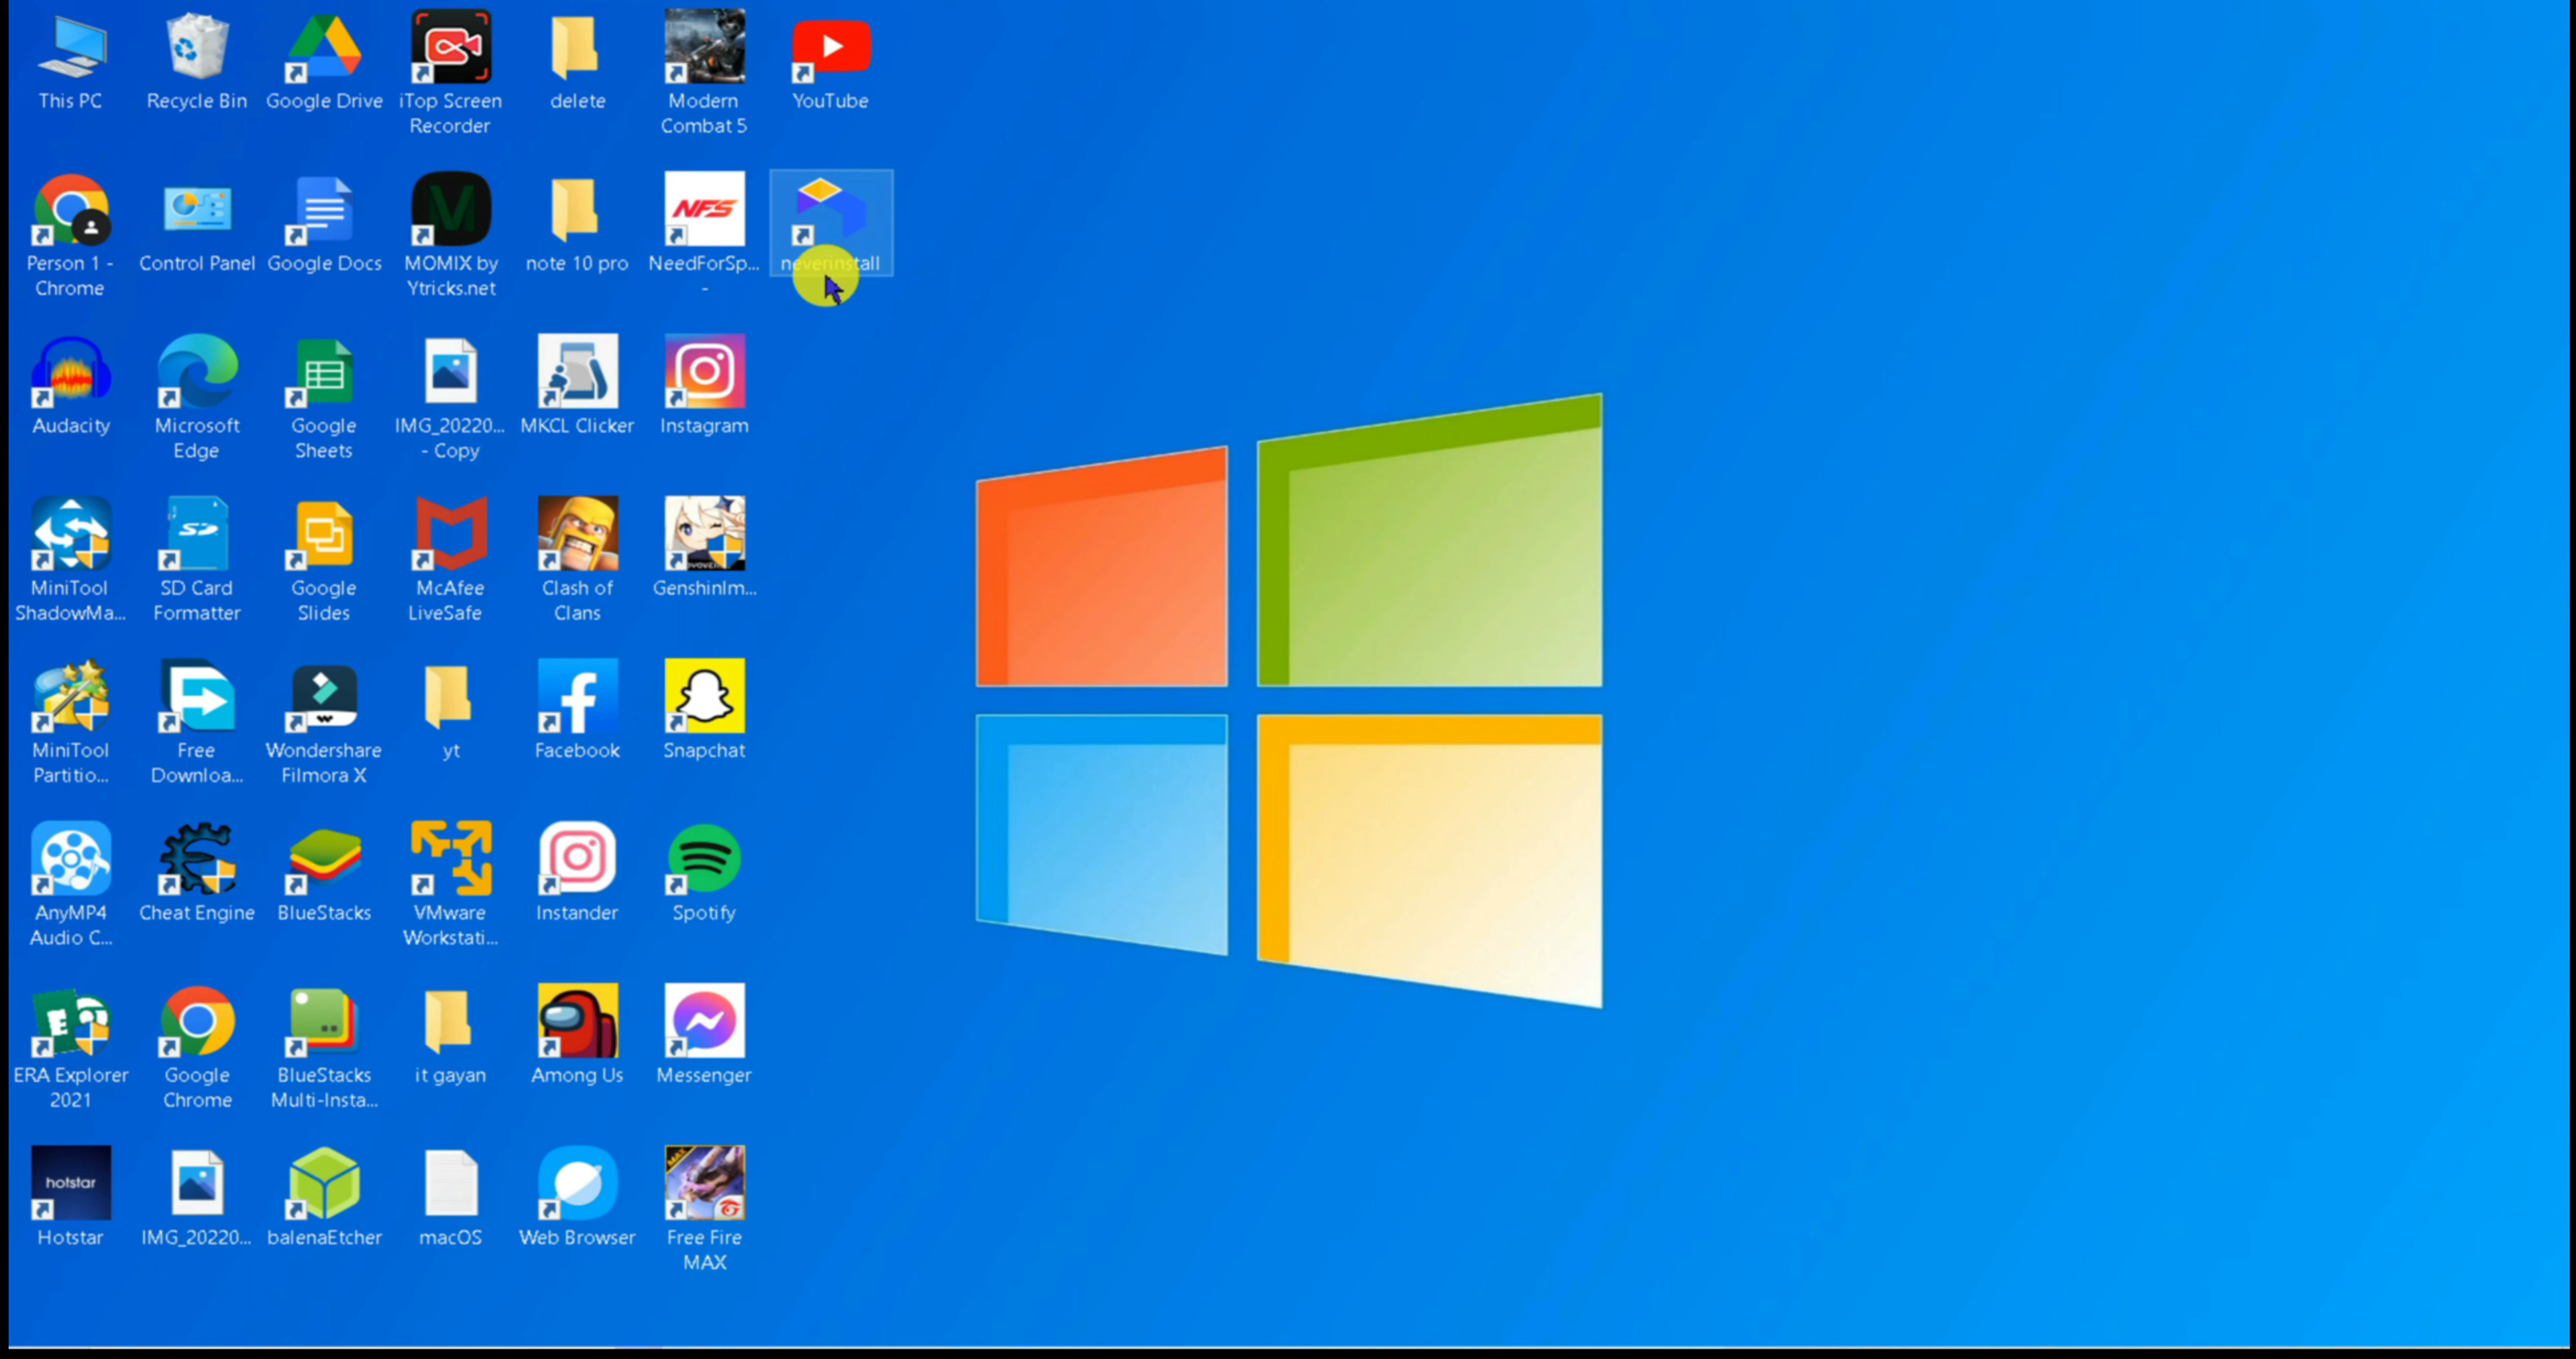 This PC
Recycle Bin
Google Drive
iTop Screen
Recorder
delete
Modern
Combat 5
YouTube
Person 1 -
Chrome
Control Panel
Google Docs
MOMIX by
Ytricks.net
note 10 pro
NFS
NeedForSp...
-
neverinstall
Audacity
Microsoft
Edge
Google
Sheets
IMG_20220...
- Copy
MKCL Clicker
Instagram
MiniTool
ShadowMa...
SD
SD Card
Formatter
Google
Slides
McAfee
LiveSafe
Clash of
Clans
GenshinIm...
MiniTool
Partitio...
Free
Downloa...
Wondershare
Filmora X
yt
Facebook
Snapchat
AnyMP4
Audio C...
Cheat Engine
BlueStacks
VMware
Workstati...
Instander
Spotify
ERA Explorer
2021
Google
Chrome
BlueStacks
Multi-Insta...
it gayan
Among Us
Messenger
hotstar
Hotstar
IMG_20220...
balenaEtcher
macOS
Web Browser
MAX
Free Fire
MAX